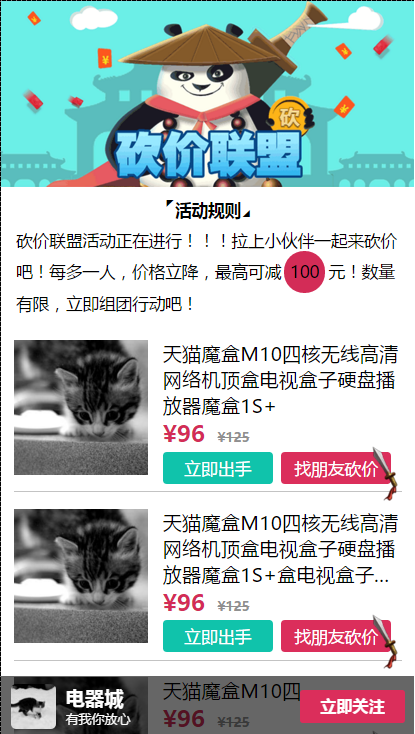 砍
砍价联盟
活动规则
砍价联盟活动正在进行！！！拉上小伙伴一起来砍价
吧！每多一人，价格立降，最高可减 100 元！数量
有限，立即组团行动吧！
天猫魔盒M10四核无线高清
网络机顶盒电视盒子硬盘播
放器魔盒1S+
¥96 ¥125
立即出手 找朋友砍价
天猫魔盒M10四核无线高清
网络机顶盒电视盒子硬盘播
放器魔盒1S+盒电视盒子...
¥96 ¥125
立即出手 找朋友砍价
天猫魔盒M10四
¥96 ¥125
电器城
有我你放心
立即关注